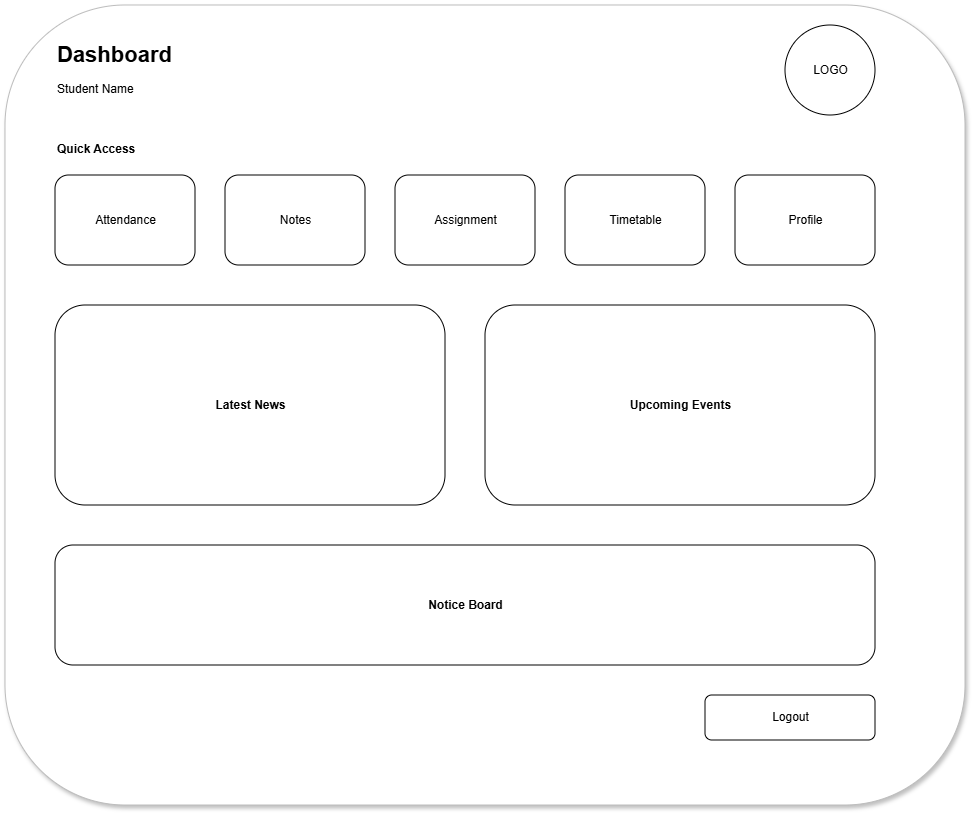 Dashboard
LOGO
Student Name
Quick Access
Attendance
Notes
Assignment
Timetable
Profile
Latest News
Upcoming Events
Notice Board
Logout